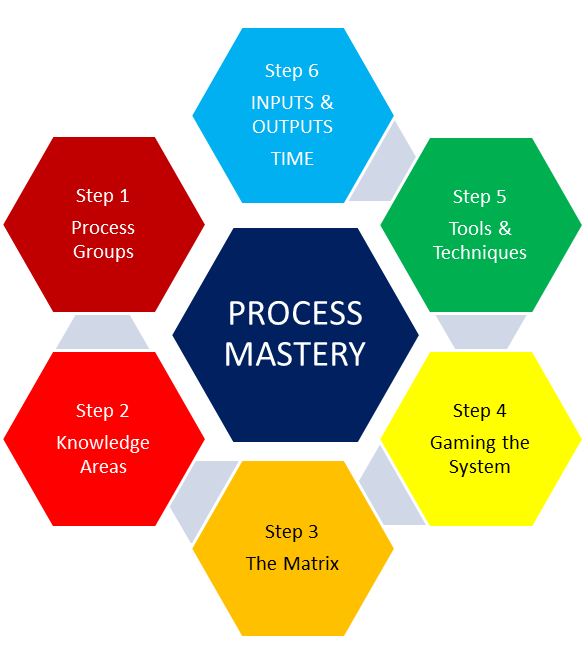 Step 6
INPUTS &
OUTPUTS
TIME
Step 1
Process
Groups
Step 5
Tools &
Techniques
PROCESS
MASTERY
Step 2
Knowledge
Areas
Step 4
Gaming the
System
Step 3
The Matrix